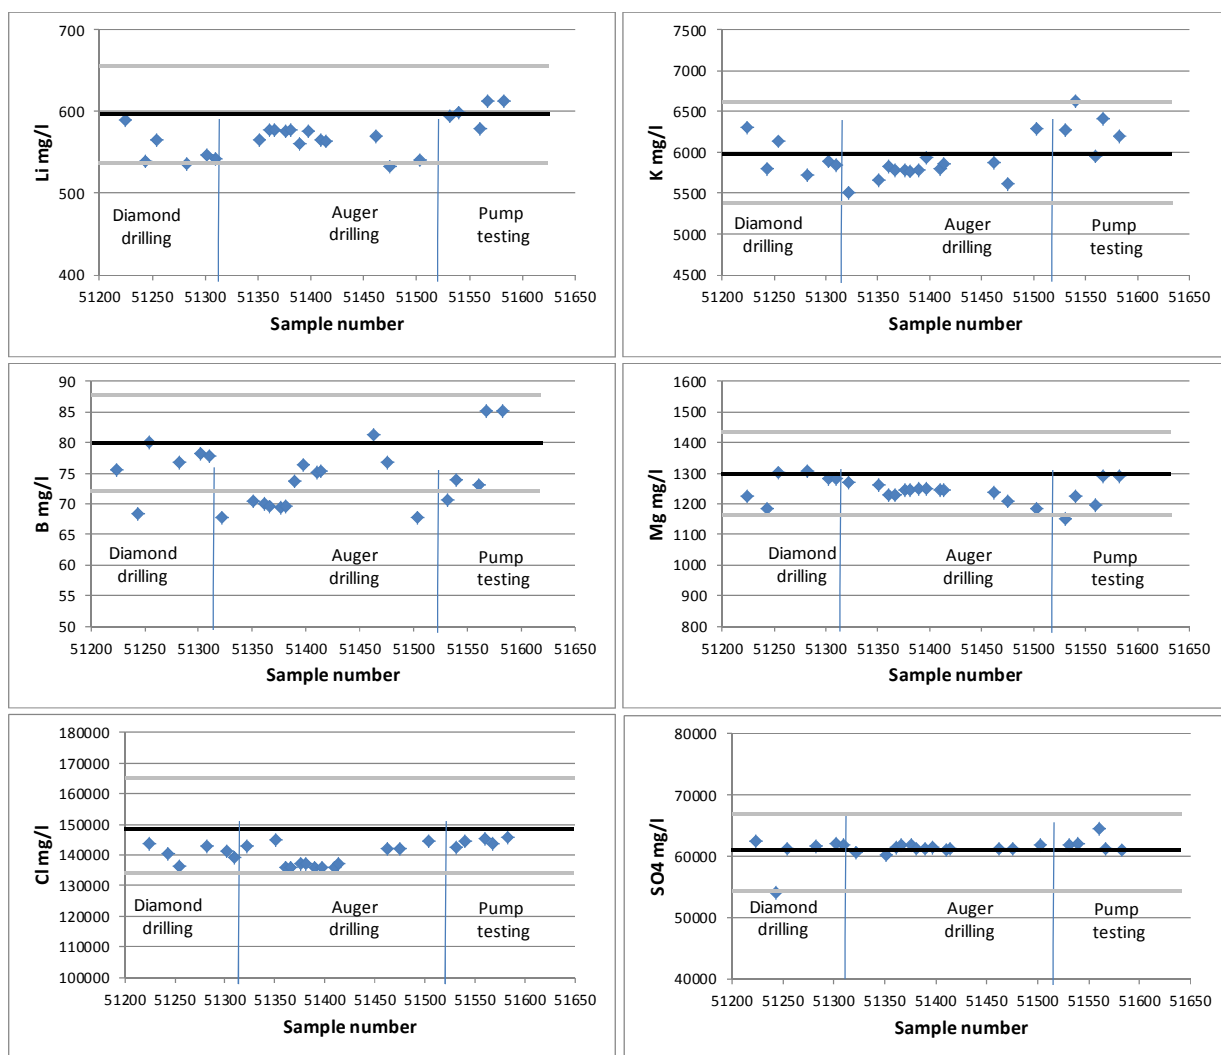 700
600
500
400
Li mg/l
Diamond
drilling
Auger
drilling
Pump
testing
51200 51250 51300 51350 51400 51450 51500 51550 51600 51650
Sample number
7500
7000
6500
6000
5500
5000
4500
K mg/l
Diamond
drilling
Auger
drilling
Pump
testing
51200 51250 51300 51350 51400 51450 51500 51550 51600 51650
Sample number
90
85
80
75
70
65
60
55
50
B mg/l
Diamond
drilling
Auger
drilling
Pump
testing
51200 51250 51300 51350 51400 51450 51500 51550 51600 51650
Sample number
1600
1500
1400
1300
1200
1100
1000
900
800
Mg mg/l
Diamond
drilling
Auger
drilling
Pump
testing
51200 51250 51300 51350 51400 51450 51500 51550 51600 51650
Sample number
180000
170000
160000
150000
140000
130000
120000
110000
100000
Cl mg/l
Diamond
drilling
Auger
drilling
Pump
testing
51200 51250 51300 51350 51400 51450 51500 51550 51600 51650
Sample number
80000
70000
60000
50000
40000
SO4 mg/l
Diamond
drilling
Auger
drilling
Pump
testing
51200 51250 51300 51350 51400 51450 51500 51550 51600 51650
Sample number